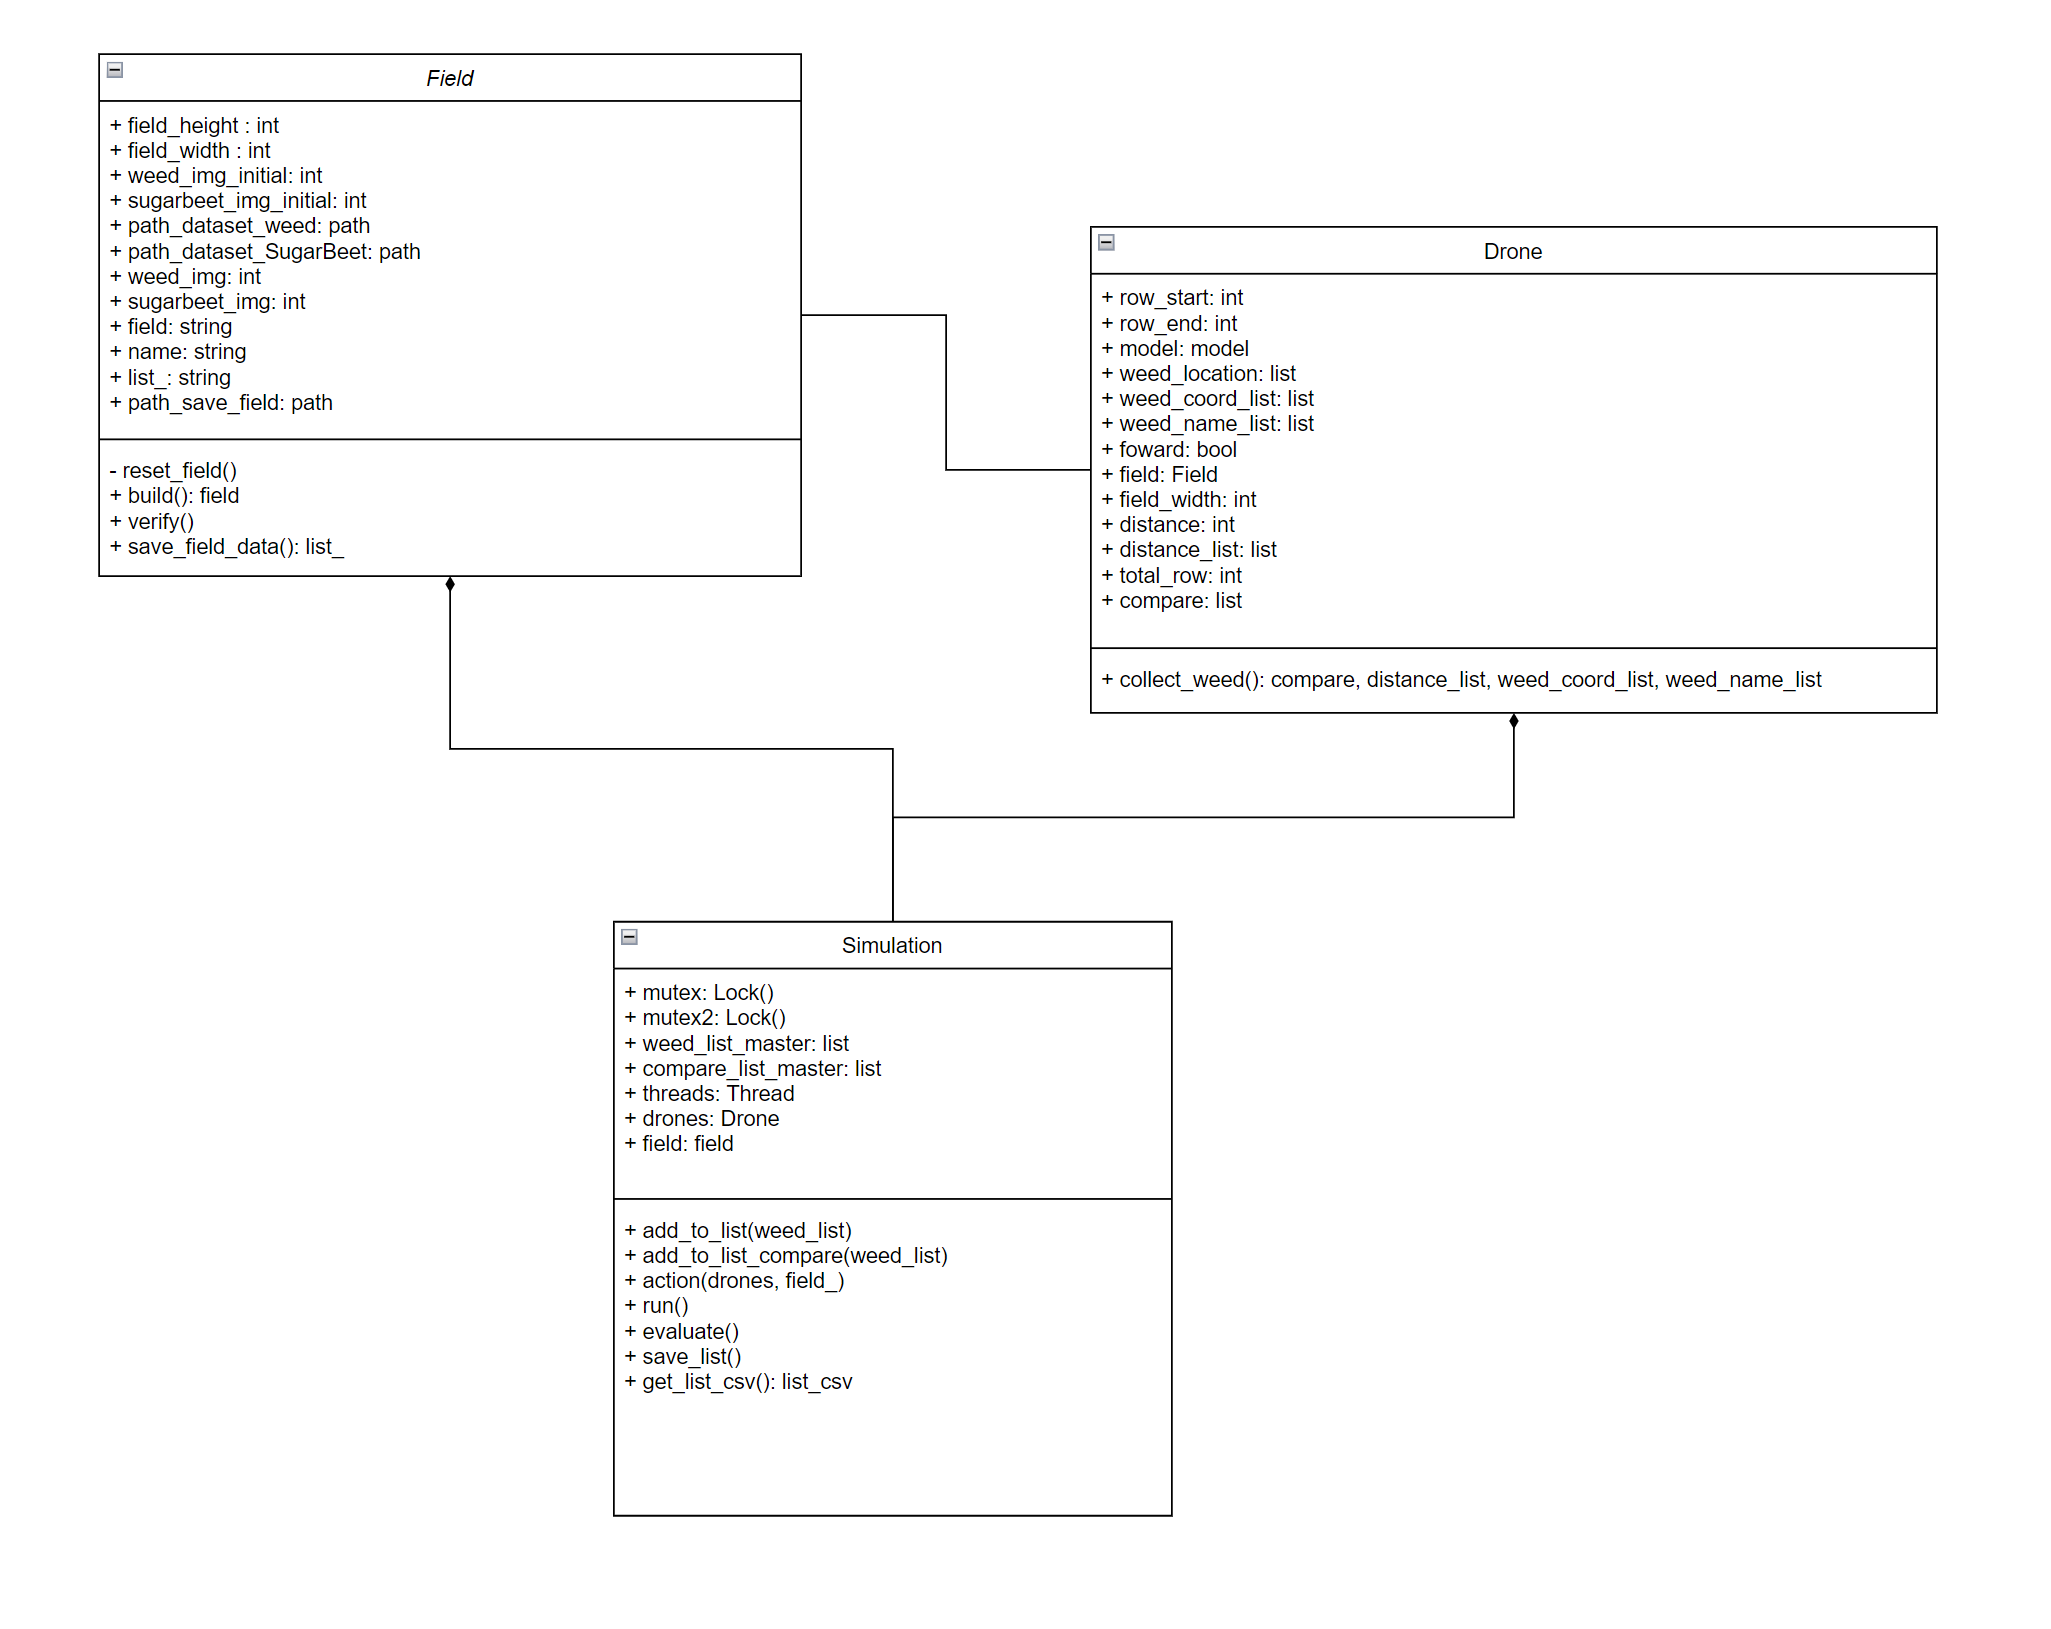 Field
+ field_height : int
+ field_width : int
+ weed_img_initial: int
+ sugarbeet_img_initial: int
+ path_dataset_weed: path
+ path_dataset_SugarBeet: path
+ weed_img: int
+ sugarbeet_img: int
+ field: string
+ name: string
+ list_: string
+ path_save_field: path
- reset_field()
+ build(): field
+ verify()
+ save_field_data(): list_
Drone
+ row_start: int
+ row_end: int
+ model: model
+ weed_location: list
+ weed_coord_list: list
+ weed_name_list: list
+ foward: bool
+ field: Field
+ field_width: int
+ distance: int
+ distance_list: list
+ total_row: int
+ compare: list
+ collect_weed(): compare, distance_list, weed_coord_list, weed_name_list
Simulation
+ mutex: Lock()
+ mutex2: Lock()
+ weed_list_master: list
+ compare_list_master: list
+ threads: Thread
+ drones: Drone
+ field: field
+ add_to_list(weed_list)
+ add_to_list_compare(weed_list)
+ action(drones, field_)
+ run()
+ evaluate()
+ save_list()
+ get_list_csv(): list_csv